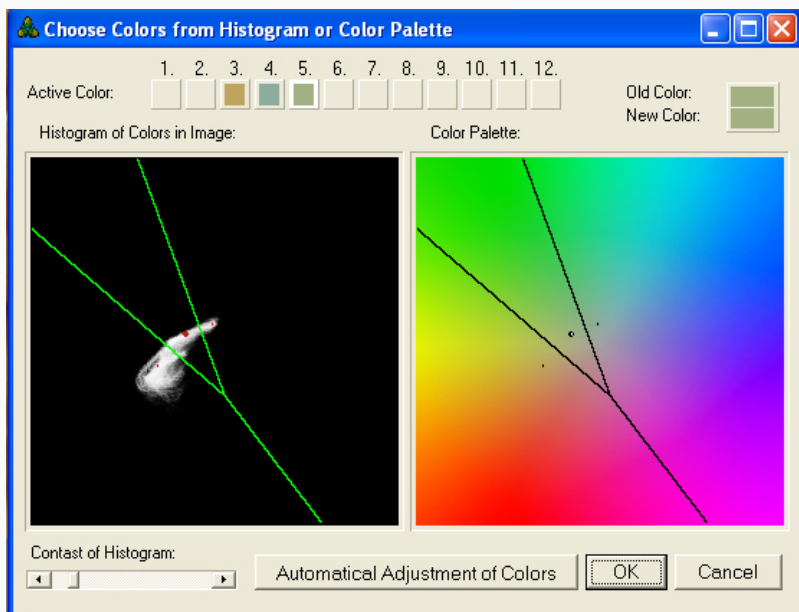 Choose Colors from Histogram or Color Palette
1. 2. 3. 4. 5. 6. 7. 8. 9. 10. 11. 12.
Active Color:
Old Color:
New Color:
Histogram of Colors in Image:
Color Palette:
Contast of Histogram:
Automatical Adjustment of Colors
OK
Cancel